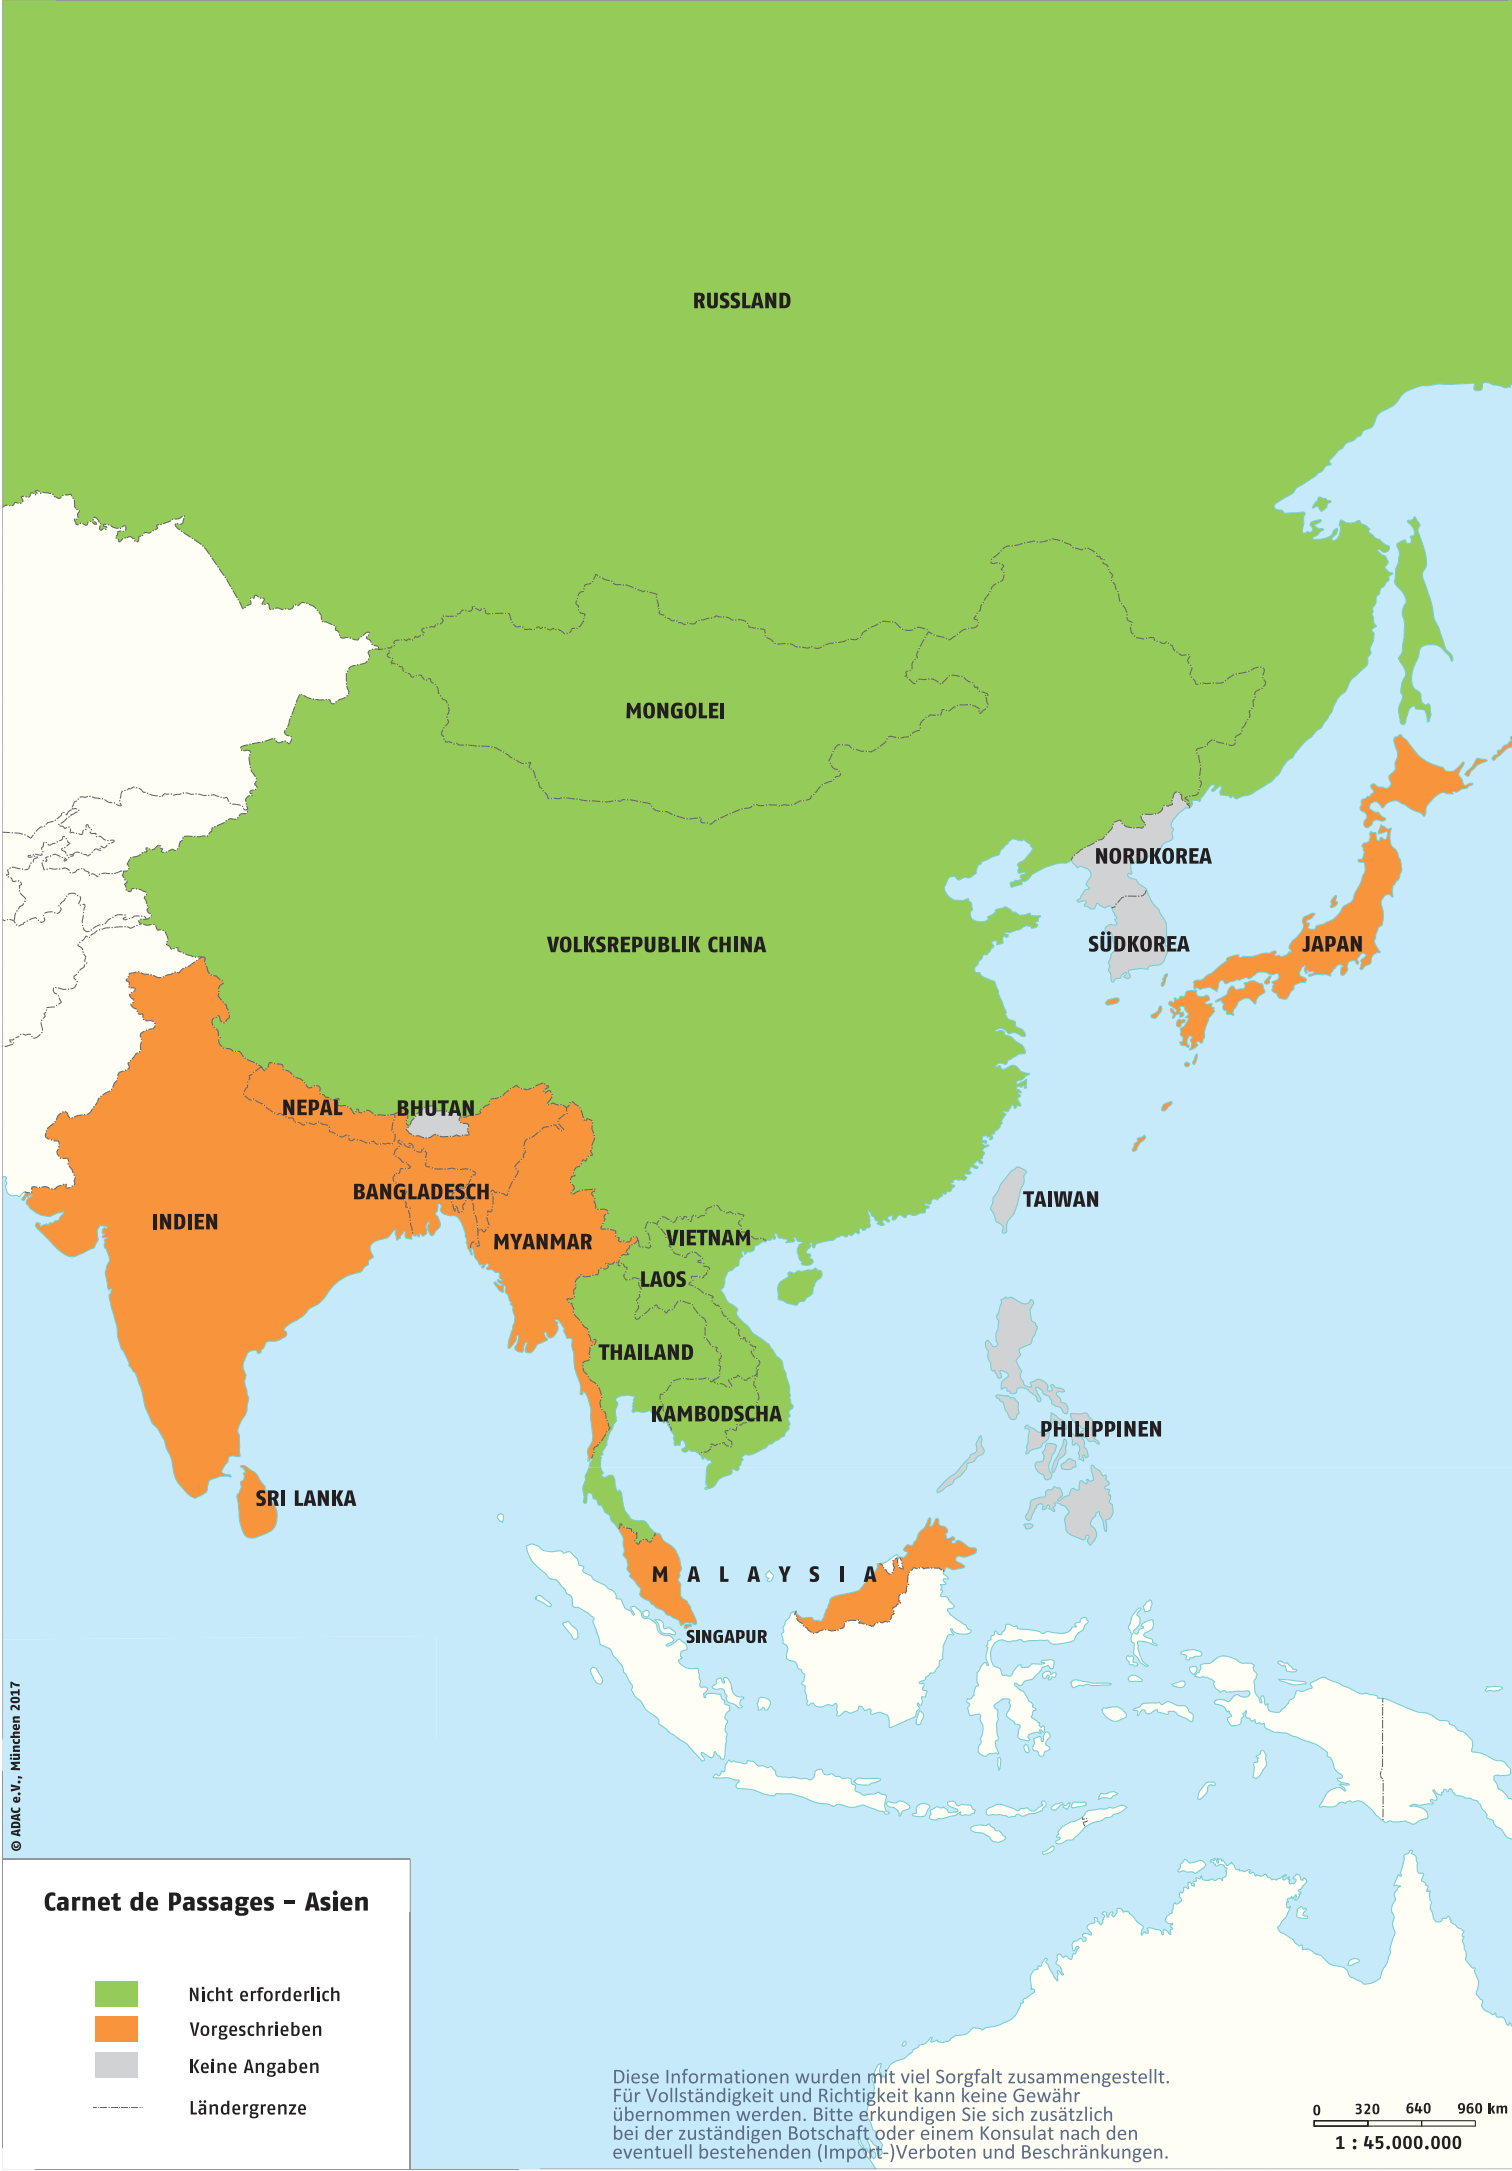 RUSSLAND
MONGOLEI
NORDKOREA
VOLKSREPUBLIK CHINA
SÜDKOREA
JAPAN
NEPAL
BHUTAN
BANGLADESCH
TAIWAN
INDIEN
MYANMAR
VIETNAM
LAOS
THAILAND
KAMBODSCHA
PHILIPPINEN
SRI LANKA
MALAYSIA
SINGAPUR
© ADAC e.V., München 2017
Carnet de Passages – Asien
Nicht erforderlich
Vorgeschrieben
Keine Angaben
Ländergrenze
Diese Informationen wurden mit viel Sorgfalt zusammengestellt.
Für Vollständigkeit und Richtigkeit kann keine Gewähr
übernommen werden. Bitte erkundigen Sie sich zusätzlich
bei der zuständigen Botschaft oder einem Konsulat nach den
eventuell bestehenden (Import-)Verboten und Beschränkungen.
0 320 640 960 km
1 : 45.000.000